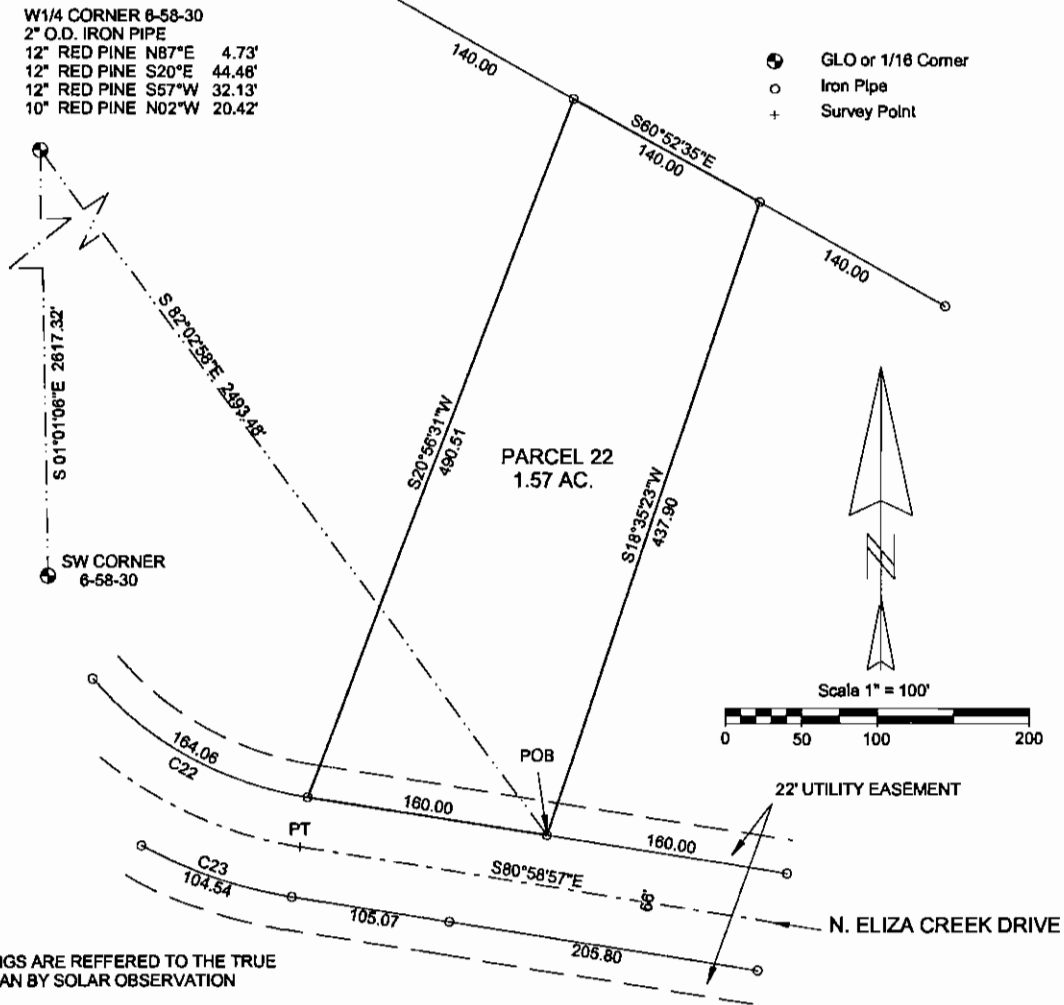 W1/4 CORNER 6-58-30
2" O.D. IRON PIPE
12" RED PINE N87°E 4.73'
12" RED PINE S20°E 44.46'
12" RED PINE S57°W 32.13'
10" RED PINE N02°W 20.42'
GLO or 1/16 Corner
Iron Pipe
Survey Point
140.00
S60°52'35"E
140.00
140.00
S 01°01'06"E 2617.32'
S 82°02'58"E 2493.48'
S20°56'31"W
490.51
PARCEL 22
1.57 AC.
S18°35'23"W
437.90
SW CORNER
6-58-30
N
Scala 1" = 100'
0 50 100 200
164.06
C22
160.00
POB
160.00
22' UTILITY EASEMENT
PT
S80°58'57"E
66'
C23
104.54
105.07
205.80
N. ELIZA CREEK DRIVE
IGS ARE REFFERED TO THE TRUE
AN BY SOLAR OBSERVATION